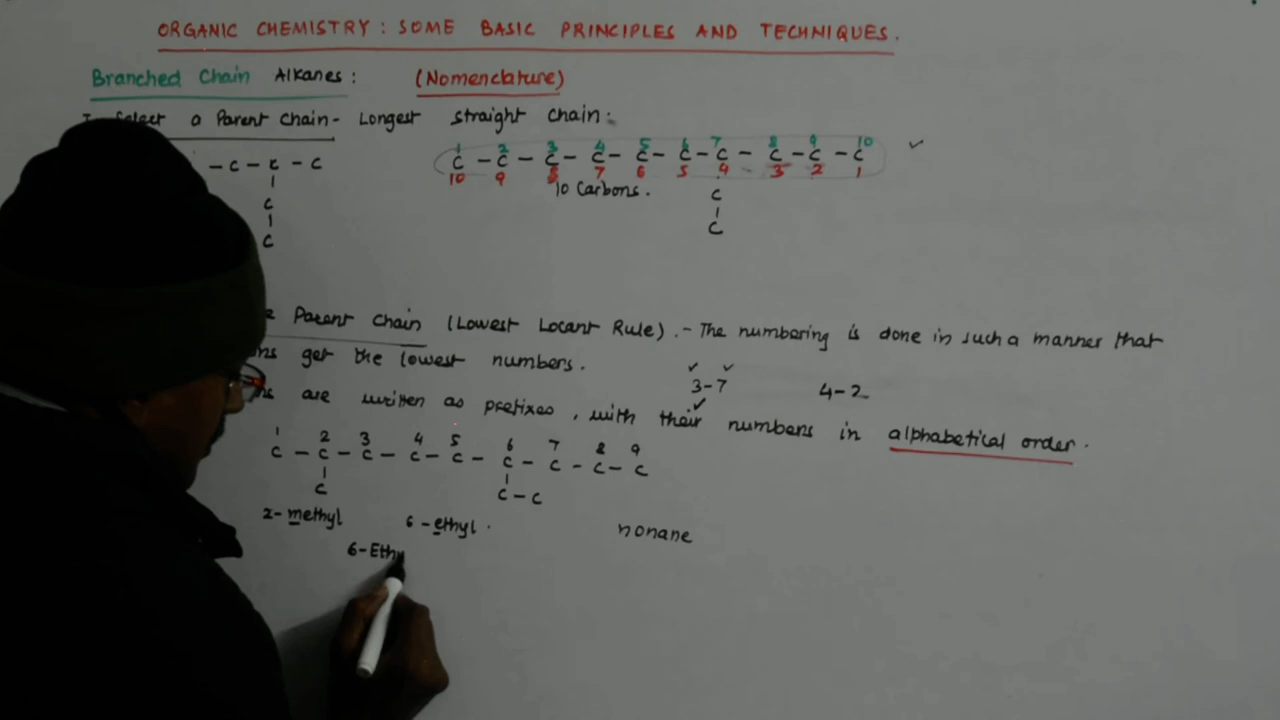 ORGANIC CHEMISTRY : SOME BASIC PRINCIPLES AND TECHNIQUES.
Branched Chain Alkanes : (Nomenclature)
a Parent Chain - Longest straight chain :
1 2 3 4 5 6 7 8 9 10
- C - C - C
C - C - C - C - C - C - C - C - C - C ✓
10 9 8 7 6 5 4 3 2 1
10 Carbons.
C
C
C
C
Parent Chain (Lowest Locant Rule). - The numbering is done in such a manner that
get the lowest numbers.
3-7 4-2
are written as prefixes, with their numbers in alphabetical order.
1 2 3 4 5 6 7 8 9
C - C - C - C - C - C - C - C - C
C C - C
2- methyl 6 - ethyl . nonane
6- Ethy